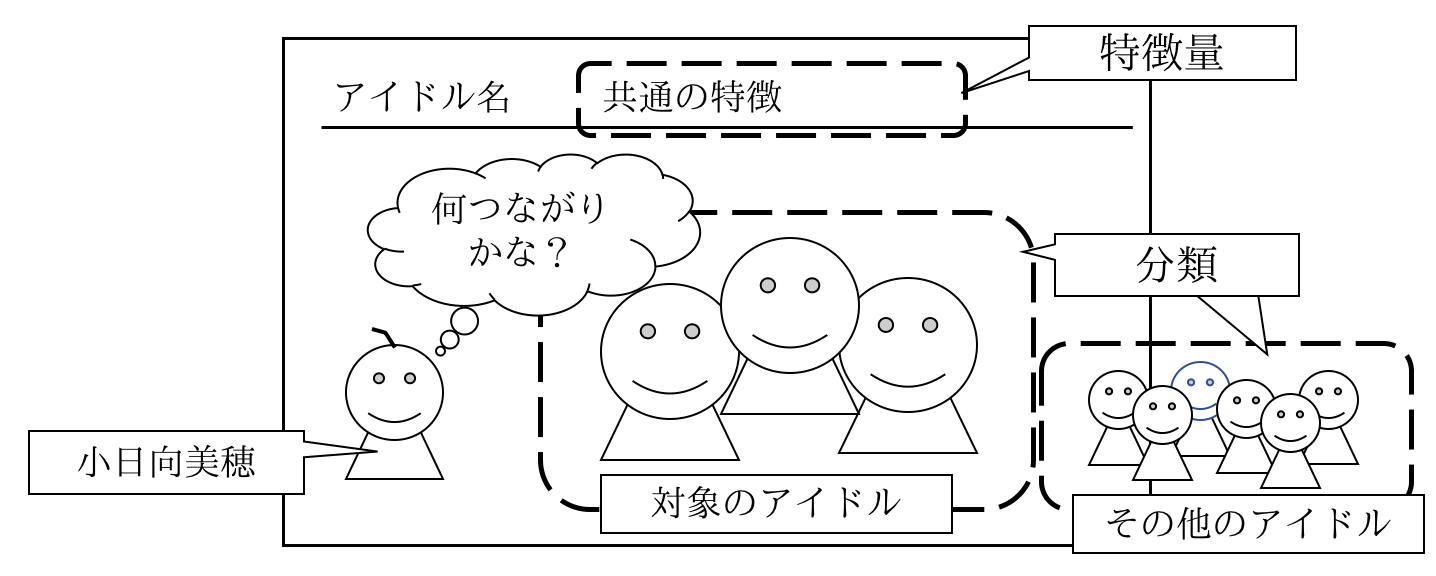 特徴量
アイドル名
共通の特徴
何つながり
かな？
分類
小日向美穂
対象のアイドル
その他のアイドル